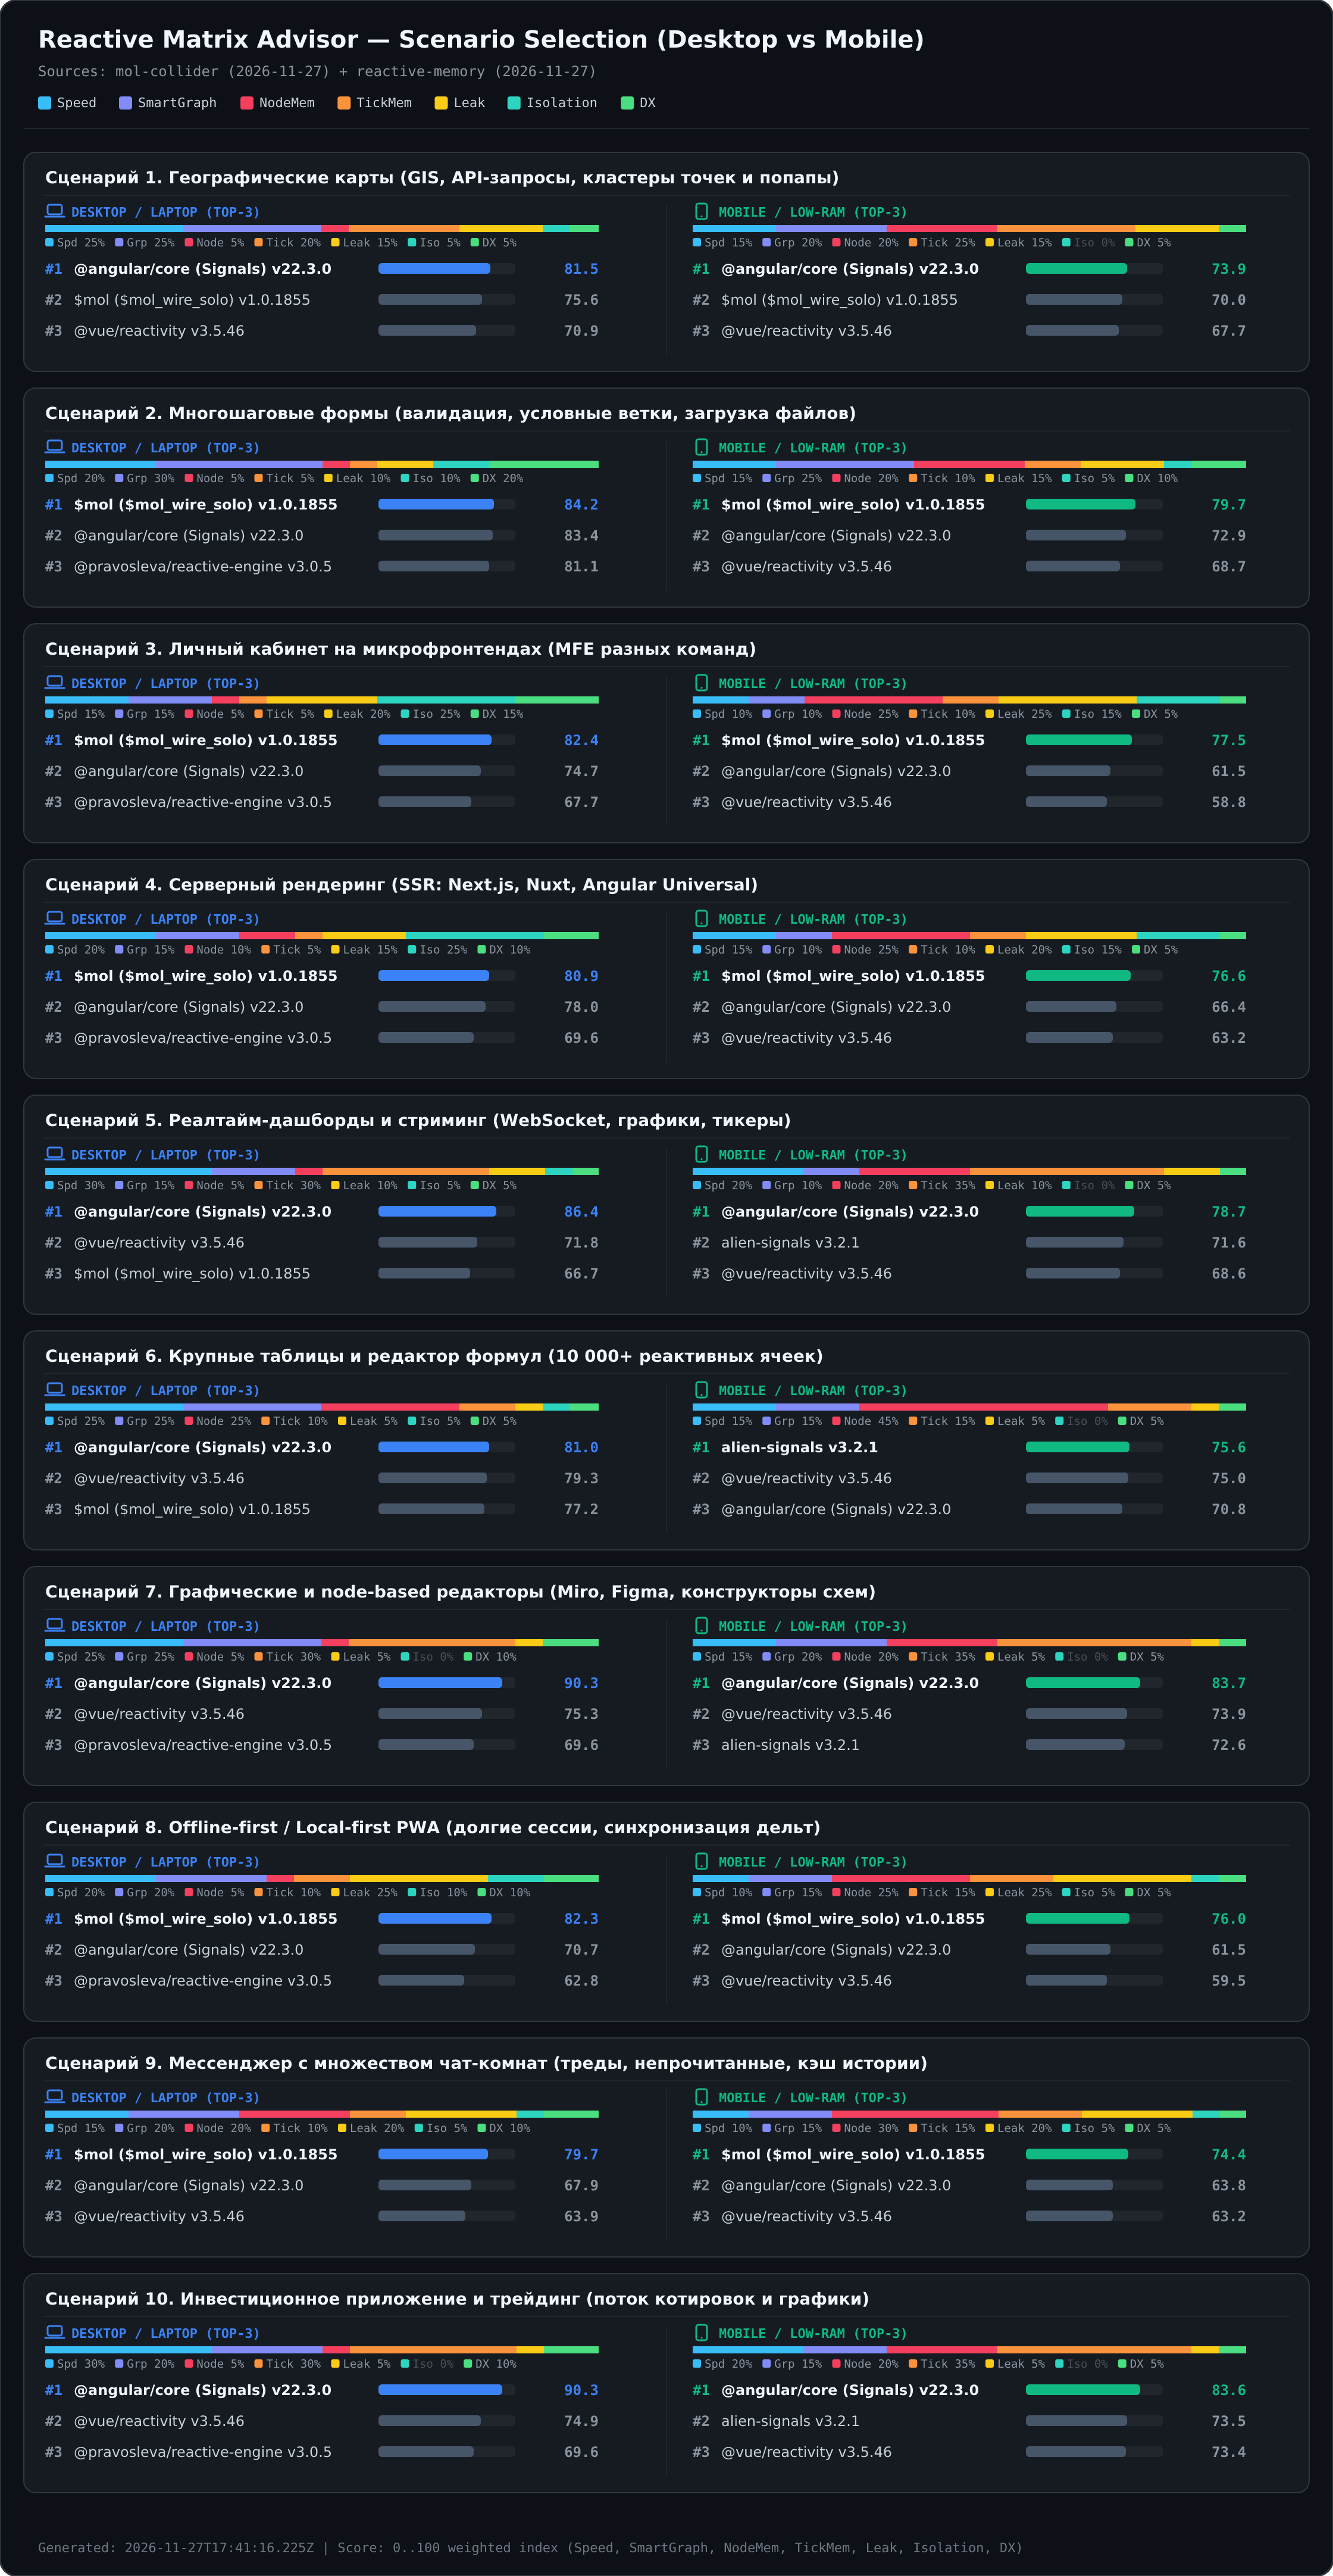 Reactive Matrix Advisor — Scenario Selection (Desktop vs Mobile)
Sources: mol-collider (2026-11-27) + reactive-memory (2026-11-27)
Speed SmartGraph NodeMem TickMem Leak Isolation DX
Сценарий 1. Географические карты (GIS, API-запросы, кластеры точек и попапы)
DESKTOP / LAPTOP (TOP-3)
Spd 25% Grp 25% Node 5% Tick 20% Leak 15% Iso 5% DX 5%
#1 @angular/core (Signals) v22.3.0 81.5
#2 $mol ($mol_wire_solo) v1.0.1855 75.6
#3 @vue/reactivity v3.5.46 70.9
MOBILE / LOW-RAM (TOP-3)
Spd 15% Grp 20% Node 20% Tick 25% Leak 15% Iso 0% DX 5%
#1 @angular/core (Signals) v22.3.0 73.9
#2 $mol ($mol_wire_solo) v1.0.1855 70.0
#3 @vue/reactivity v3.5.46 67.7
Сценарий 2. Многошаговые формы (валидация, условные ветки, загрузка файлов)
DESKTOP / LAPTOP (TOP-3)
Spd 20% Grp 30% Node 5% Tick 5% Leak 10% Iso 10% DX 20%
#1 $mol ($mol_wire_solo) v1.0.1855 84.2
#2 @angular/core (Signals) v22.3.0 83.4
#3 @pravosleva/reactive-engine v3.0.5 81.1
MOBILE / LOW-RAM (TOP-3)
Spd 15% Grp 25% Node 20% Tick 10% Leak 15% Iso 5% DX 10%
#1 $mol ($mol_wire_solo) v1.0.1855 79.7
#2 @angular/core (Signals) v22.3.0 72.9
#3 @vue/reactivity v3.5.46 68.7
Сценарий 3. Личный кабинет на микрофронтендах (MFE разных команд)
DESKTOP / LAPTOP (TOP-3)
Spd 15% Grp 15% Node 5% Tick 5% Leak 20% Iso 25% DX 15%
#1 $mol ($mol_wire_solo) v1.0.1855 82.4
#2 @angular/core (Signals) v22.3.0 74.7
#3 @pravosleva/reactive-engine v3.0.5 67.7
MOBILE / LOW-RAM (TOP-3)
Spd 10% Grp 10% Node 25% Tick 10% Leak 25% Iso 15% DX 5%
#1 $mol ($mol_wire_solo) v1.0.1855 77.5
#2 @angular/core (Signals) v22.3.0 61.5
#3 @vue/reactivity v3.5.46 58.8
Сценарий 4. Серверный рендеринг (SSR: Next.js, Nuxt, Angular Universal)
DESKTOP / LAPTOP (TOP-3)
Spd 20% Grp 15% Node 10% Tick 5% Leak 15% Iso 25% DX 10%
#1 $mol ($mol_wire_solo) v1.0.1855 80.9
#2 @angular/core (Signals) v22.3.0 78.0
#3 @pravosleva/reactive-engine v3.0.5 69.6
MOBILE / LOW-RAM (TOP-3)
Spd 15% Grp 10% Node 25% Tick 10% Leak 20% Iso 15% DX 5%
#1 $mol ($mol_wire_solo) v1.0.1855 76.6
#2 @angular/core (Signals) v22.3.0 66.4
#3 @vue/reactivity v3.5.46 63.2
Сценарий 5. Реалтайм-дашборды и стриминг (WebSocket, графики, тикеры)
DESKTOP / LAPTOP (TOP-3)
Spd 30% Grp 15% Node 5% Tick 30% Leak 10% Iso 5% DX 5%
#1 @angular/core (Signals) v22.3.0 86.4
#2 @vue/reactivity v3.5.46 71.8
#3 $mol ($mol_wire_solo) v1.0.1855 66.7
MOBILE / LOW-RAM (TOP-3)
Spd 20% Grp 10% Node 20% Tick 35% Leak 10% Iso 0% DX 5%
#1 @angular/core (Signals) v22.3.0 78.7
#2 alien-signals v3.2.1 71.6
#3 @vue/reactivity v3.5.46 68.6
Сценарий 6. Крупные таблицы и редактор формул (10 000+ реактивных ячеек)
DESKTOP / LAPTOP (TOP-3)
Spd 25% Grp 25% Node 25% Tick 10% Leak 5% Iso 5% DX 5%
#1 @angular/core (Signals) v22.3.0 81.0
#2 @vue/reactivity v3.5.46 79.3
#3 $mol ($mol_wire_solo) v1.0.1855 77.2
MOBILE / LOW-RAM (TOP-3)
Spd 15% Grp 15% Node 45% Tick 15% Leak 5% Iso 0% DX 5%
#1 alien-signals v3.2.1 75.6
#2 @vue/reactivity v3.5.46 75.0
#3 @angular/core (Signals) v22.3.0 70.8
Сценарий 7. Графические и node-based редакторы (Miro, Figma, конструкторы схем)
DESKTOP / LAPTOP (TOP-3)
Spd 25% Grp 25% Node 5% Tick 30% Leak 5% Iso 0% DX 10%
#1 @angular/core (Signals) v22.3.0 90.3
#2 @vue/reactivity v3.5.46 75.3
#3 @pravosleva/reactive-engine v3.0.5 69.6
MOBILE / LOW-RAM (TOP-3)
Spd 15% Grp 20% Node 20% Tick 35% Leak 5% Iso 0% DX 5%
#1 @angular/core (Signals) v22.3.0 83.7
#2 @vue/reactivity v3.5.46 73.9
#3 alien-signals v3.2.1 72.6
Сценарий 8. Offline-first / Local-first PWA (долгие сессии, синхронизация дельт)
DESKTOP / LAPTOP (TOP-3)
Spd 20% Grp 20% Node 5% Tick 10% Leak 25% Iso 10% DX 10%
#1 $mol ($mol_wire_solo) v1.0.1855 82.3
#2 @angular/core (Signals) v22.3.0 70.7
#3 @pravosleva/reactive-engine v3.0.5 62.8
MOBILE / LOW-RAM (TOP-3)
Spd 10% Grp 15% Node 25% Tick 15% Leak 25% Iso 5% DX 5%
#1 $mol ($mol_wire_solo) v1.0.1855 76.0
#2 @angular/core (Signals) v22.3.0 61.5
#3 @vue/reactivity v3.5.46 59.5
Сценарий 9. Мессенджер с множеством чат-комнат (треды, непрочитанные, кэш истории)
DESKTOP / LAPTOP (TOP-3)
Spd 15% Grp 20% Node 20% Tick 10% Leak 20% Iso 5% DX 10%
#1 $mol ($mol_wire_solo) v1.0.1855 79.7
#2 @angular/core (Signals) v22.3.0 67.9
#3 @vue/reactivity v3.5.46 63.9
MOBILE / LOW-RAM (TOP-3)
Spd 10% Grp 15% Node 30% Tick 15% Leak 20% Iso 5% DX 5%
#1 $mol ($mol_wire_solo) v1.0.1855 74.4
#2 @angular/core (Signals) v22.3.0 63.8
#3 @vue/reactivity v3.5.46 63.2
Сценарий 10. Инвестиционное приложение и трейдинг (поток котировок и графики)
DESKTOP / LAPTOP (TOP-3)
Spd 30% Grp 20% Node 5% Tick 30% Leak 5% Iso 0% DX 10%
#1 @angular/core (Signals) v22.3.0 90.3
#2 @vue/reactivity v3.5.46 74.9
#3 @pravosleva/reactive-engine v3.0.5 69.6
MOBILE / LOW-RAM (TOP-3)
Spd 20% Grp 15% Node 20% Tick 35% Leak 5% Iso 0% DX 5%
#1 @angular/core (Signals) v22.3.0 83.6
#2 alien-signals v3.2.1 73.5
#3 @vue/reactivity v3.5.46 73.4
Generated: 2026-11-27T17:41:16.225Z | Score: 0..100 weighted index (Speed, SmartGraph, NodeMem, TickMem, Leak, Isolation, DX)